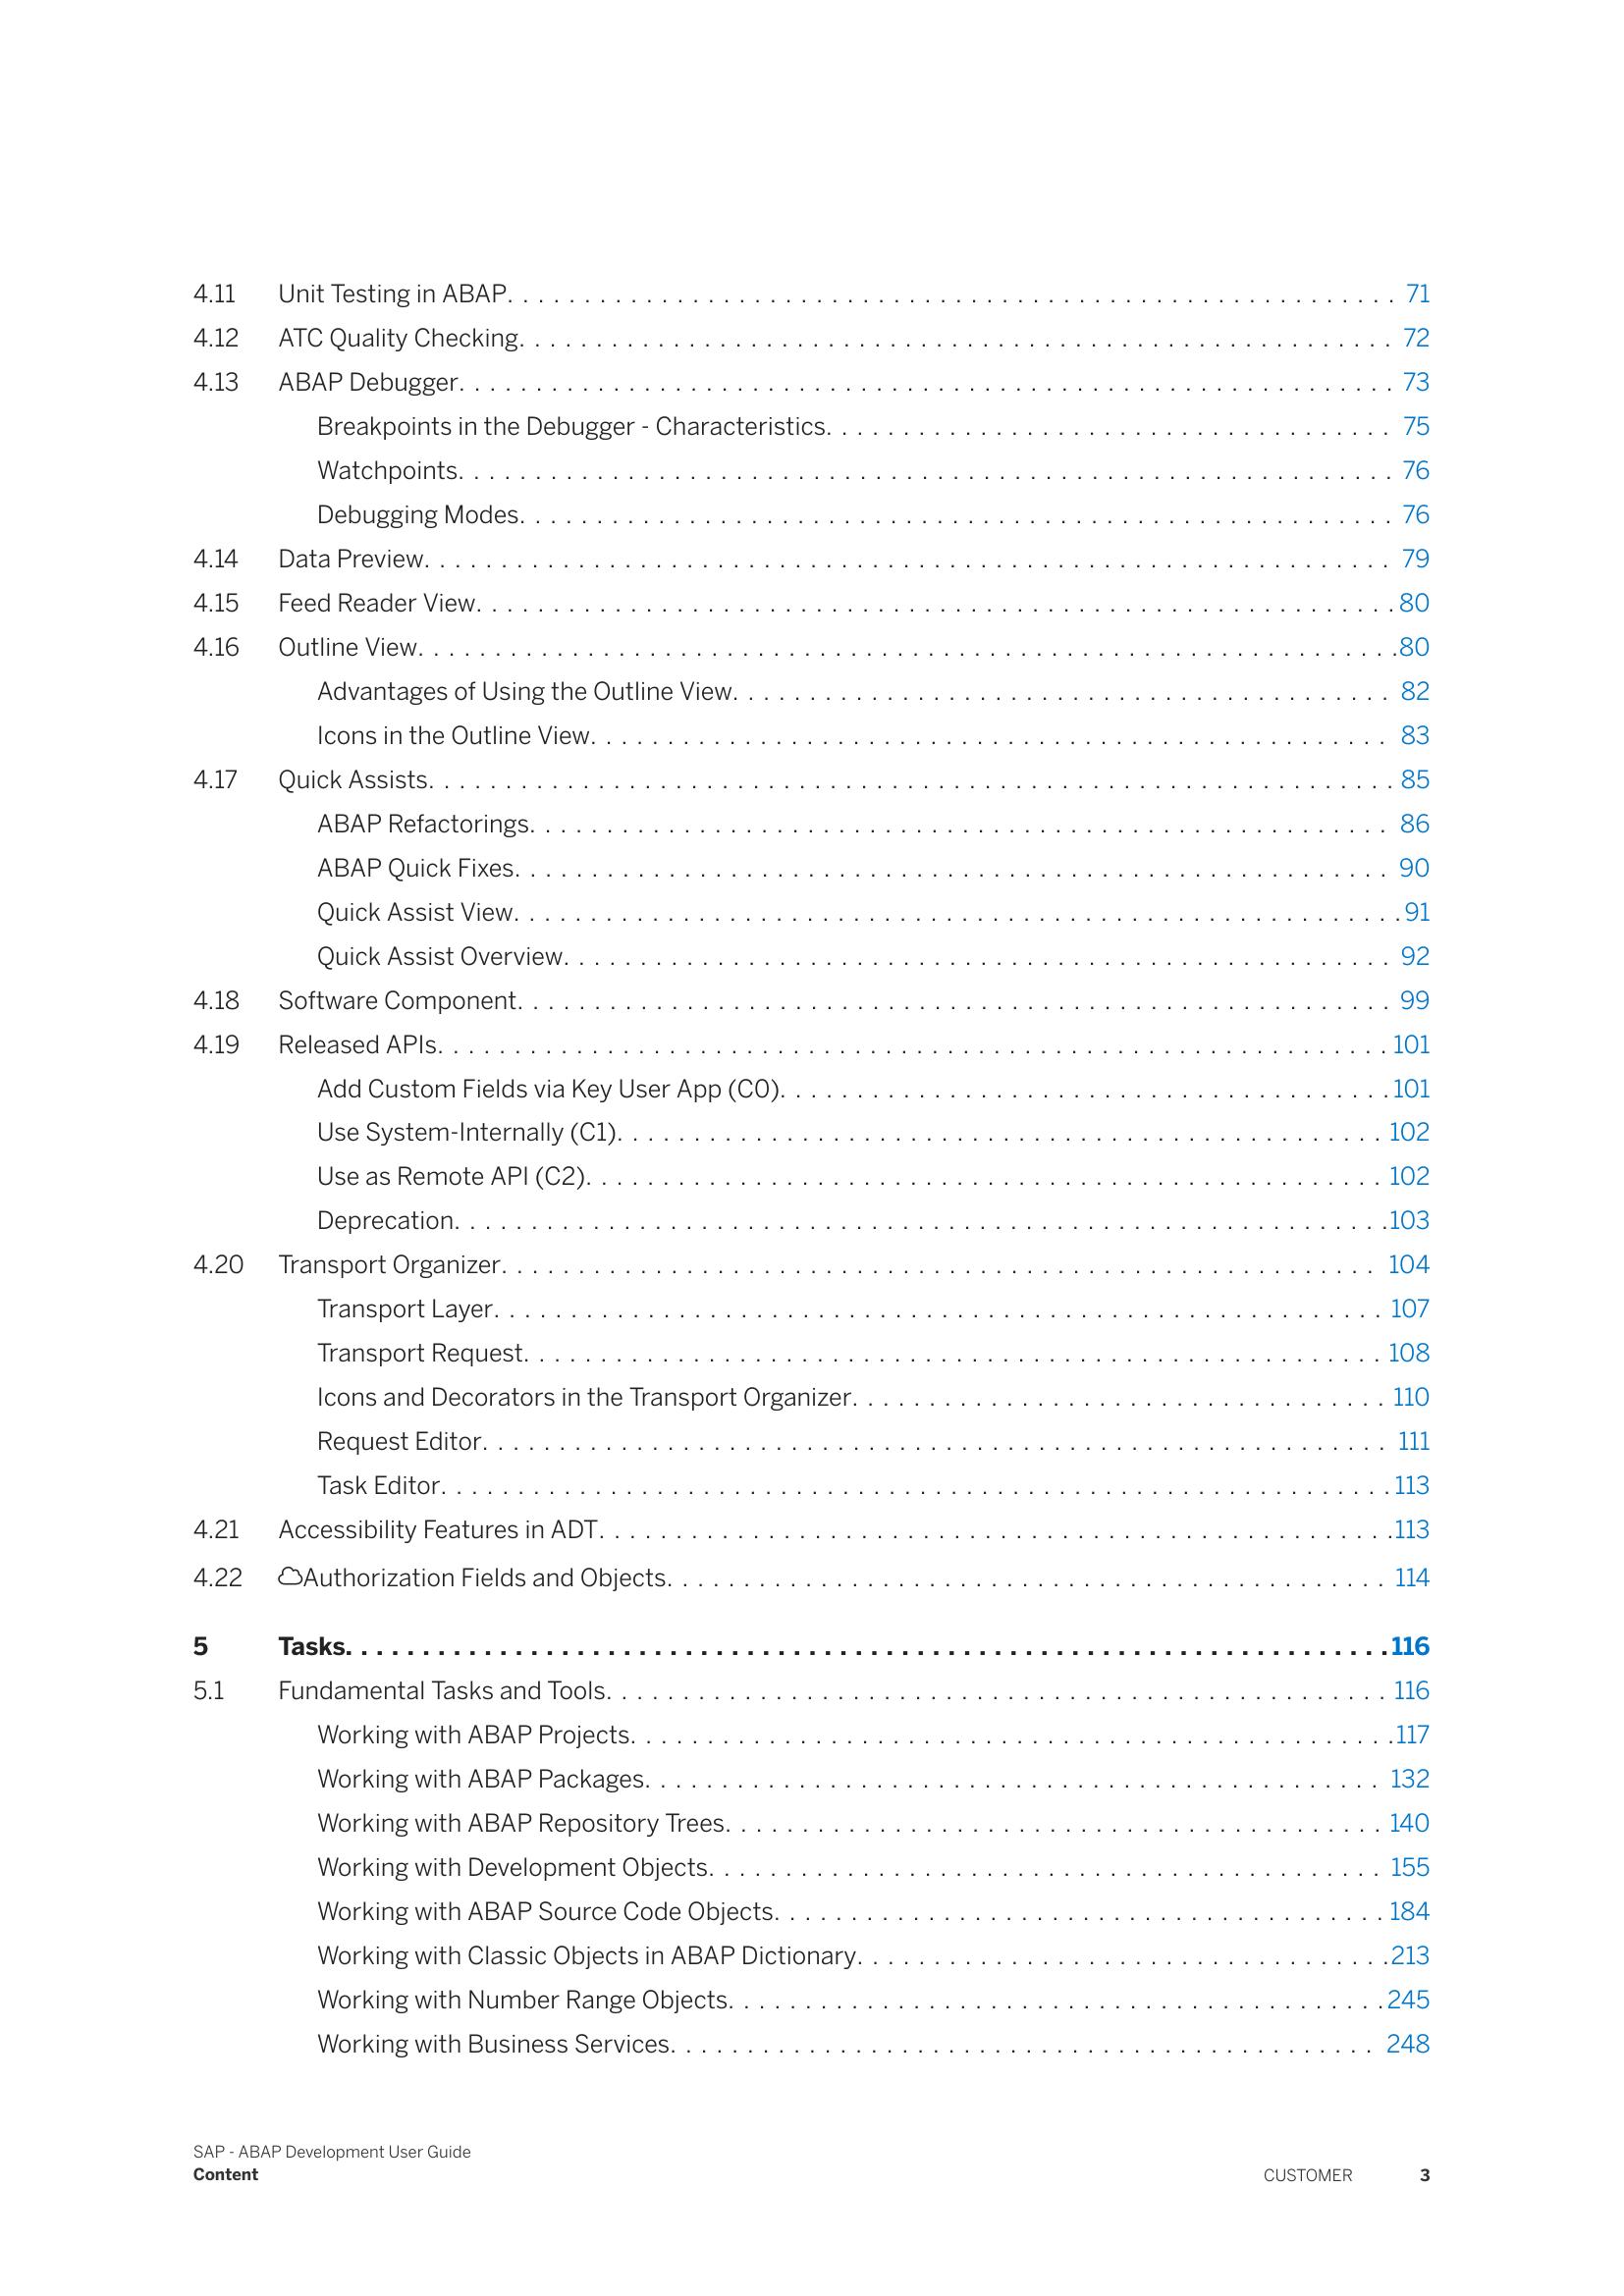 4.11 Unit Testing in ABAP. . . . . . . . . . . . . . . . . . . . 71
4.12 ATC Quality Checking. . . . . . . . . . . . . . . . . . . . 72
4.13 ABAP Debugger. . . . . . . . . . . . . . . . . . . . 73
Breakpoints in the Debugger - Characteristics. . . . . . . . . . . . . . . . . . . . 75
Watchpoints. . . . . . . . . . . . . . . . . . . . 76
Debugging Modes. . . . . . . . . . . . . . . . . . . . 76
4.14 Data Preview. . . . . . . . . . . . . . . . . . . . 79
4.15 Feed Reader View. . . . . . . . . . . . . . . . . . . . 80
4.16 Outline View. . . . . . . . . . . . . . . . . . . . 80
Advantages of Using the Outline View. . . . . . . . . . . . . . . . . . . . 82
Icons in the Outline View. . . . . . . . . . . . . . . . . . . . 83
4.17 Quick Assists. . . . . . . . . . . . . . . . . . . . 85
ABAP Refactorings. . . . . . . . . . . . . . . . . . . . 86
ABAP Quick Fixes. . . . . . . . . . . . . . . . . . . . 90
Quick Assist View. . . . . . . . . . . . . . . . . . . . 91
Quick Assist Overview. . . . . . . . . . . . . . . . . . . . 92
4.18 Software Component. . . . . . . . . . . . . . . . . . . . 99
4.19 Released APIs. . . . . . . . . . . . . . . . . . . . 101
Add Custom Fields via Key User App (C0). . . . . . . . . . . . . . . . . . . . 101
Use System-Internally (C1). . . . . . . . . . . . . . . . . . . . 102
Use as Remote API (C2). . . . . . . . . . . . . . . . . . . . 102
Deprecation. . . . . . . . . . . . . . . . . . . . 103
4.20 Transport Organizer. . . . . . . . . . . . . . . . . . . . 104
Transport Layer. . . . . . . . . . . . . . . . . . . . 107
Transport Request. . . . . . . . . . . . . . . . . . . . 108
Icons and Decorators in the Transport Organizer. . . . . . . . . . . . . . . . . . . . 110
Request Editor. . . . . . . . . . . . . . . . . . . . 111
Task Editor. . . . . . . . . . . . . . . . . . . . 113
4.21 Accessibility Features in ADT. . . . . . . . . . . . . . . . . . . . 113
4.22 Authorization Fields and Objects. . . . . . . . . . . . . . . . . . . . 114
5 Tasks. . . . . . . . . . . . . . . . . . . . 116
5.1 Fundamental Tasks and Tools. . . . . . . . . . . . . . . . . . . . 116
Working with ABAP Projects. . . . . . . . . . . . . . . . . . . . 117
Working with ABAP Packages. . . . . . . . . . . . . . . . . . . . 132
Working with ABAP Repository Trees. . . . . . . . . . . . . . . . . . . . 140
Working with Development Objects. . . . . . . . . . . . . . . . . . . . 155
Working with ABAP Source Code Objects. . . . . . . . . . . . . . . . . . . . 184
Working with Classic Objects in ABAP Dictionary. . . . . . . . . . . . . . . . . . . . 213
Working with Number Range Objects. . . . . . . . . . . . . . . . . . . . 245
Working with Business Services. . . . . . . . . . . . . . . . . . . . 248
SAP - ABAP Development User Guide
Content CUSTOMER 3